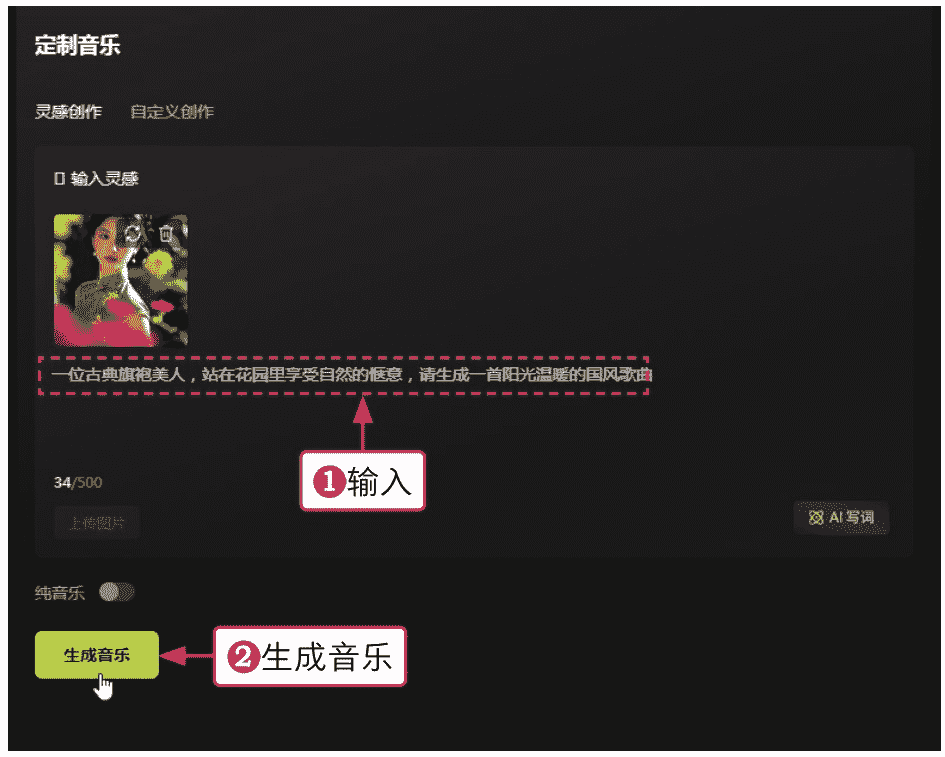 定制音乐
灵感创作 自定义创作
输入灵感
一位古典旗袍美人，站在花园里享受自然的惬意，请生成一首阳光温暖的国风歌曲
❶输入
34/500
上传图片
AI 写词
纯音乐
生成音乐
❷生成音乐